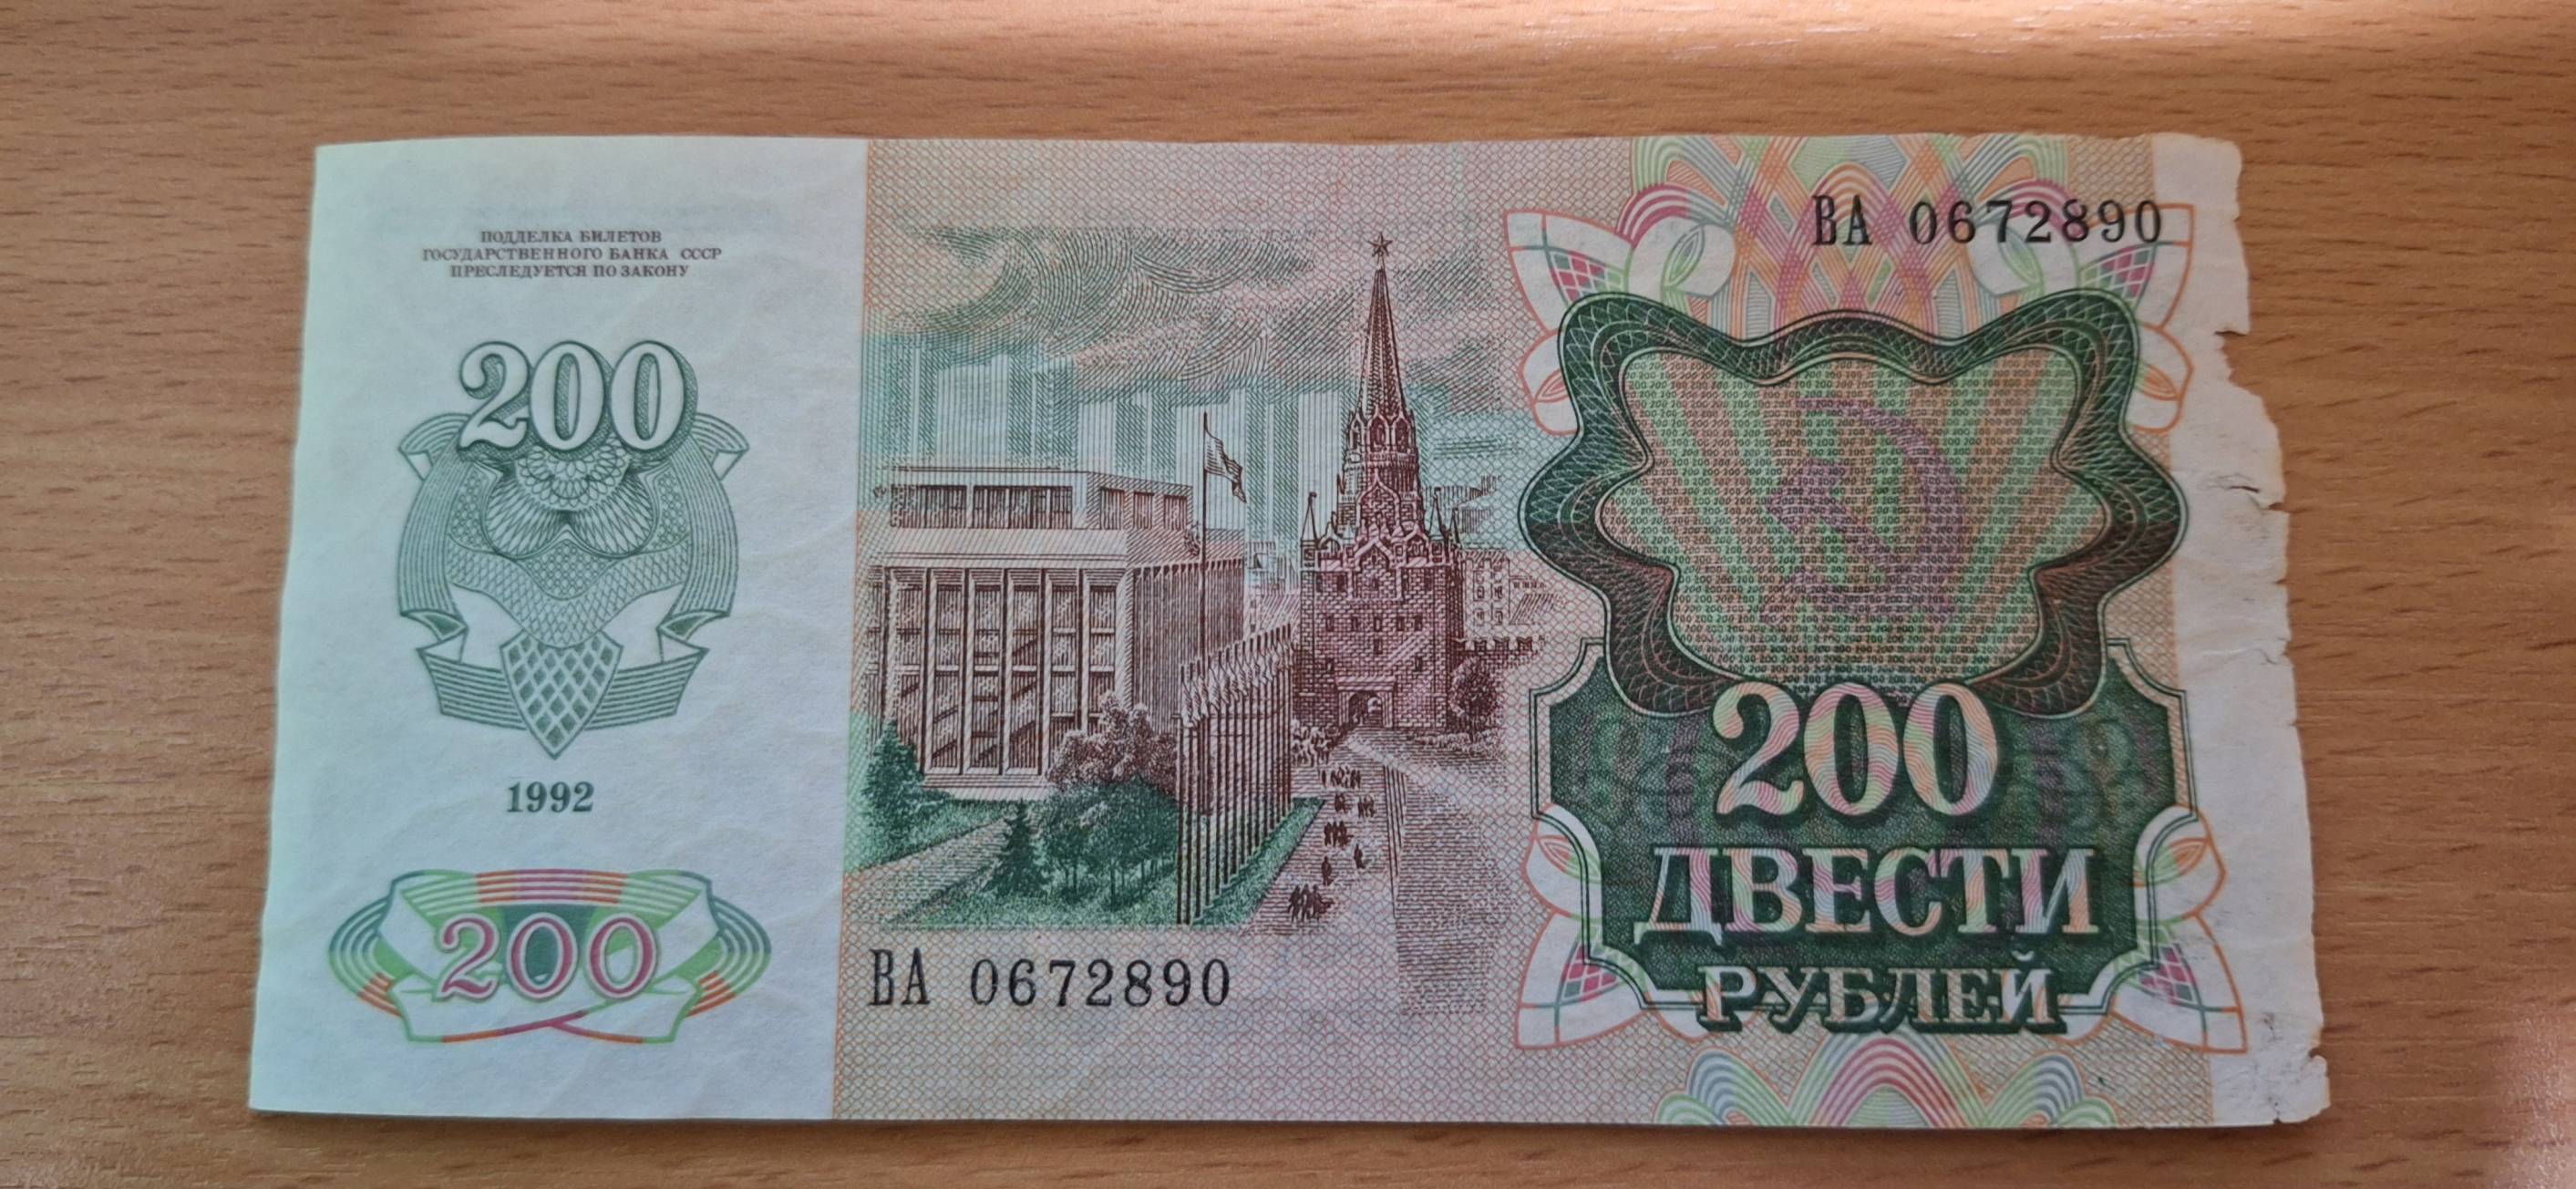 ПОДДЕЛКА БИЛЕТОВ
ГОСУДАРСТВЕННОГО БАНКА СССР
ПРЕСЛЕДУЕТСЯ ПО ЗАКОНУ
200
1992
200
ВА 0672890
ВА 0672890
200
ДВЕСТИ
РУБЛЕЙ